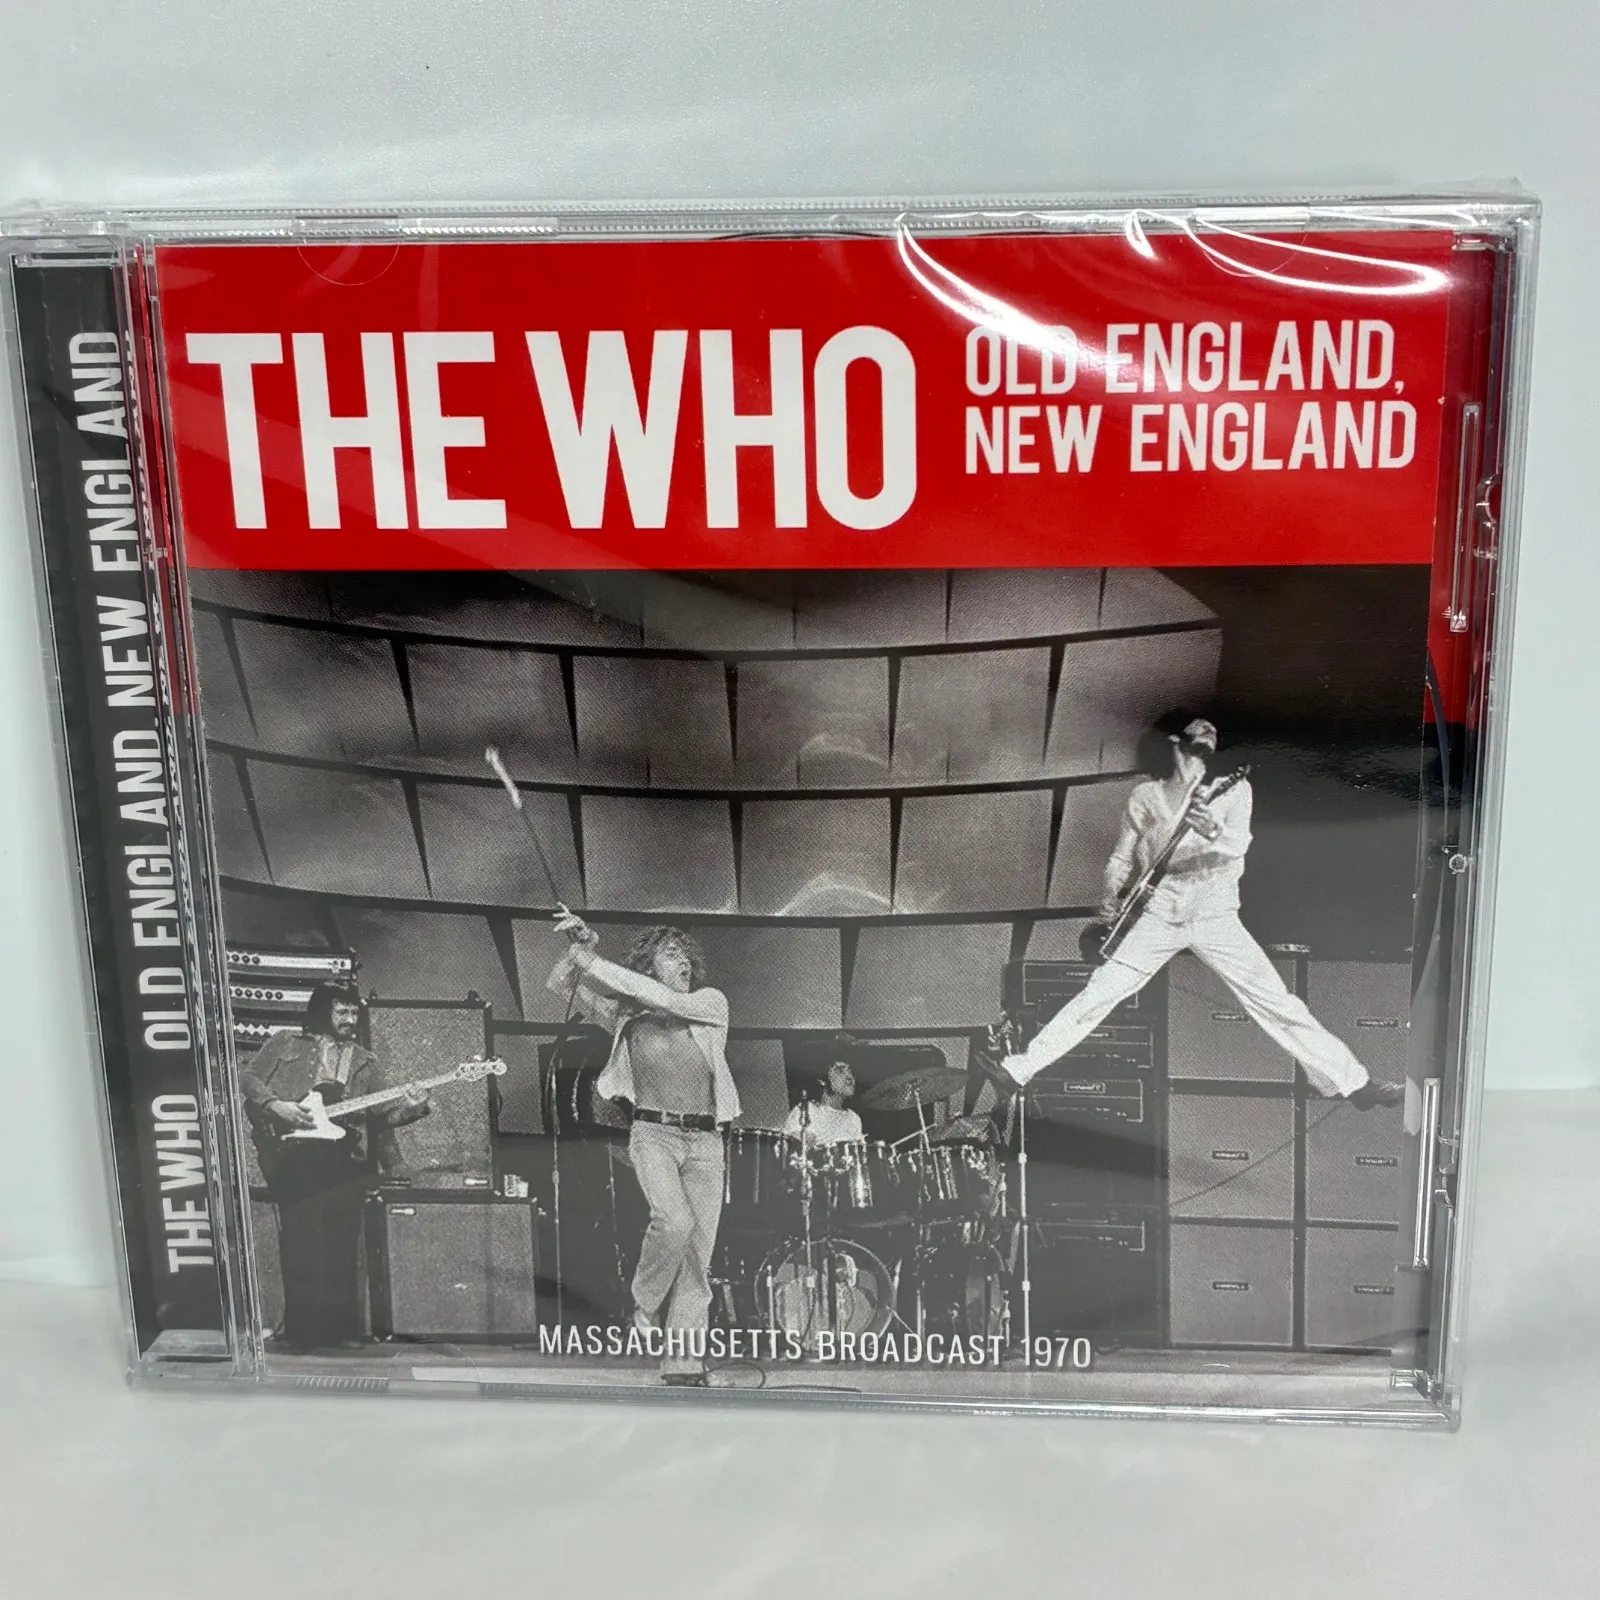 THE WHO OLD ENGLAND, NEW ENGLAND
THE WHO
OLD ENGLAND,
NEW ENGLAND
MASSACHUSETTS BROADCAST 1970